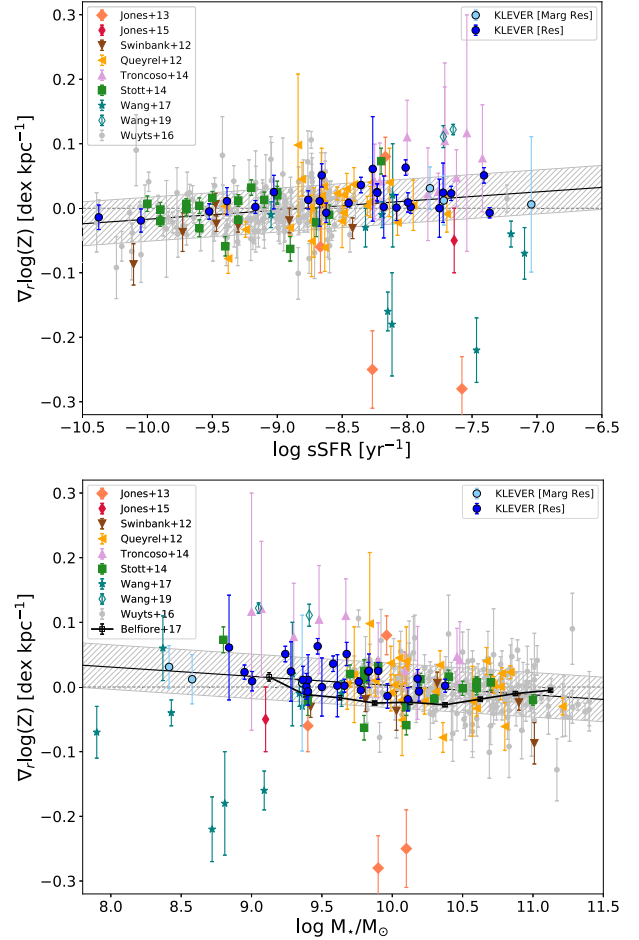 0.3
0.2
0.1
0.0
−0.1
−0.2
−0.3
∇ᵣlog(Z) [dex kpc⁻¹]
Jones+13
Jones+15
Swinbank+12
Queyrel+12
Troncoso+14
Stott+14
Wang+17
Wang+19
Wuyts+16
KLEVER [Marg Res]
KLEVER [Res]
−10.5 −10.0 −9.5 −9.0 −8.5 −8.0 −7.5 −7.0 −6.5
log sSFR [yr⁻¹]
0.3
0.2
0.1
0.0
−0.1
−0.2
−0.3
∇ᵣlog(Z) [dex kpc⁻¹]
Jones+13
Jones+15
Swinbank+12
Queyrel+12
Troncoso+14
Stott+14
Wang+17
Wang+19
Wuyts+16
Belfiore+17
KLEVER [Marg Res]
KLEVER [Res]
8.0 8.5 9.0 9.5 10.0 10.5 11.0 11.5
log M⋆/M⊙